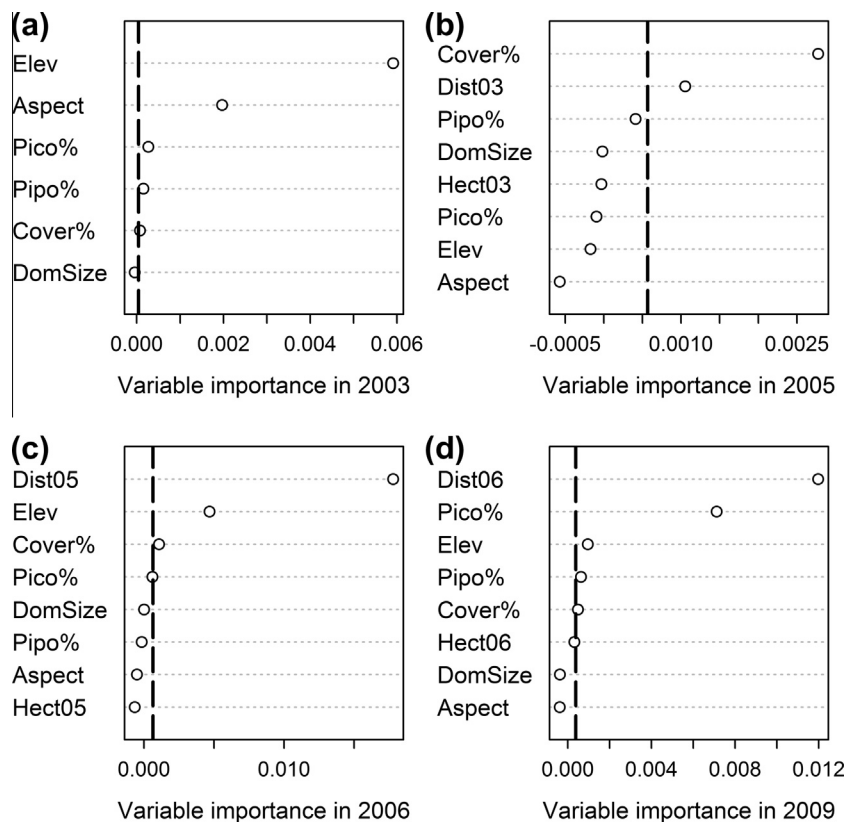 (a)
Elev
Aspect
Pico%
Pipo%
Cover%
DomSize
0.000 0.002 0.004 0.006
Variable importance in 2003
(b)
Cover%
Dist03
Pipo%
DomSize
Hect03
Pico%
Elev
Aspect
-0.0005 0.0010 0.0025
Variable importance in 2005
(c)
Dist05
Elev
Cover%
Pico%
DomSize
Pipo%
Aspect
Hect05
0.000 0.010
Variable importance in 2006
(d)
Dist06
Pico%
Elev
Pipo%
Cover%
Hect06
DomSize
Aspect
0.000 0.004 0.008 0.012
Variable importance in 2009